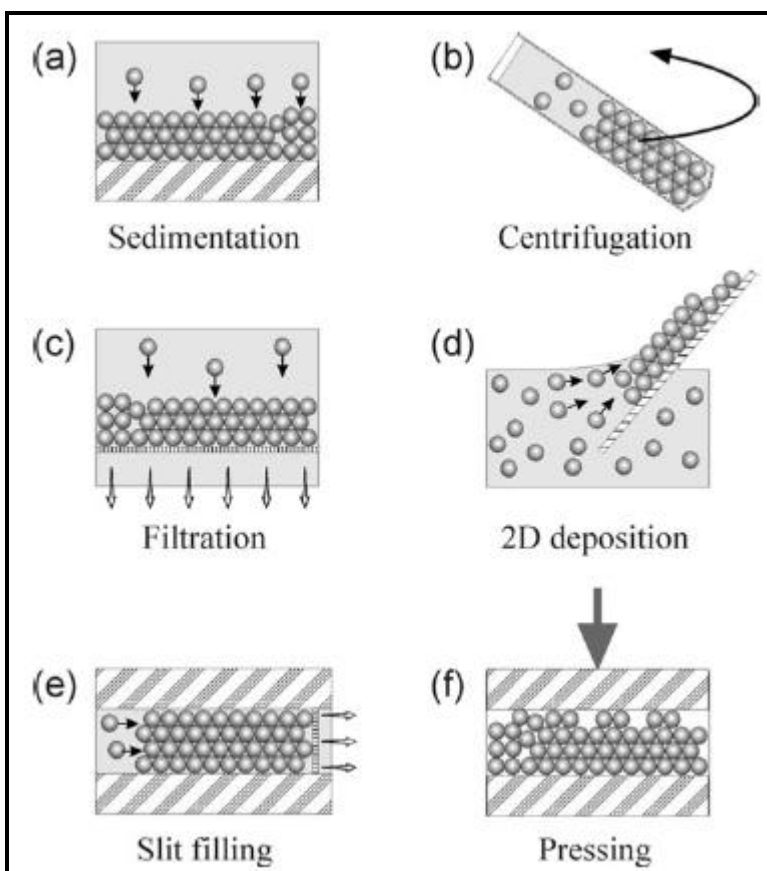 (a)
Sedimentation
(b)
Centrifugation
(c)
Filtration
(d)
2D deposition
(e)
Slit filling
(f)
Pressing